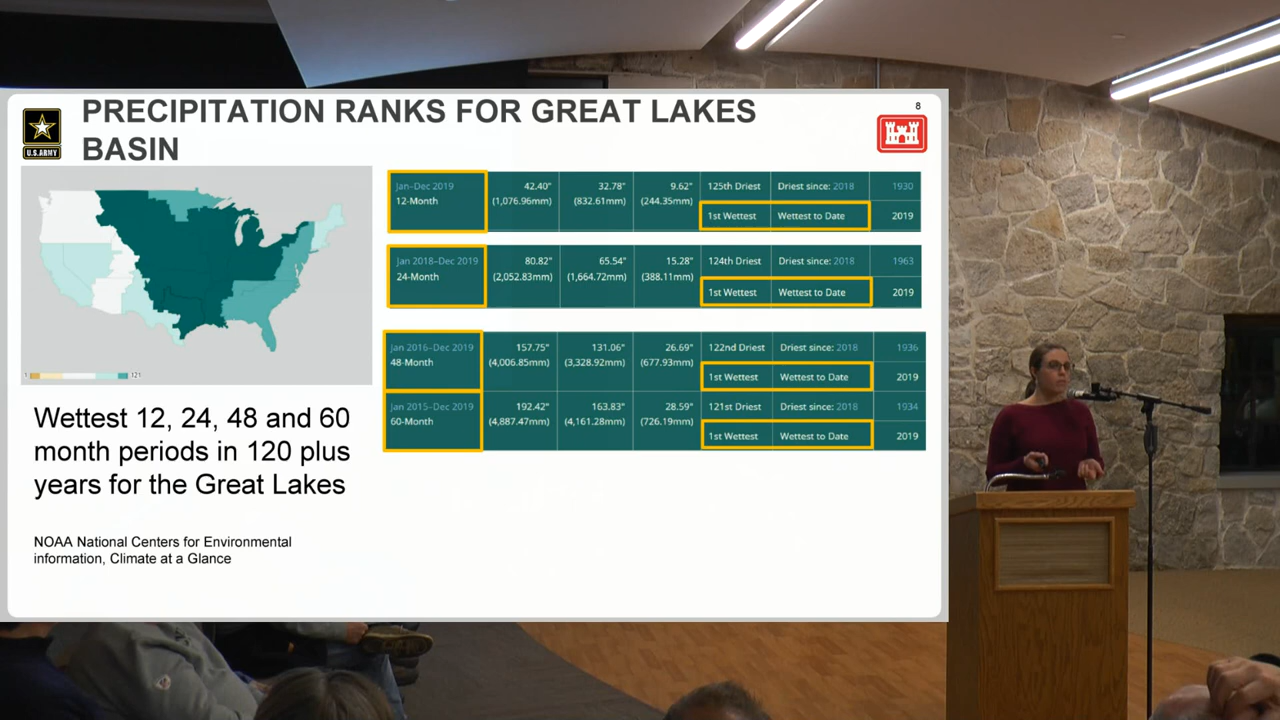 8
PRECIPITATION RANKS FOR GREAT LAKES
BASIN
U.S.ARMY
Jan–Dec 2019 42.40" 32.78" 9.62" 125th Driest Driest since: 2018 1930
12-Month (1,076.96mm) (832.61mm) (244.35mm)
1st Wettest Wettest to Date 2019
Jan 2018–Dec 2019 80.82" 65.54" 15.28" 124th Driest Driest since: 2018 1963
24-Month (2,052.83mm) (1,664.72mm) (388.11mm)
1st Wettest Wettest to Date 2019
Jan 2016–Dec 2019 157.75" 131.06" 26.69" 122nd Driest Driest since: 2018 1936
48-Month (4,006.85mm) (3,328.92mm) (677.93mm)
1st Wettest Wettest to Date 2019
Jan 2015–Dec 2019 192.42" 163.83" 28.59" 121st Driest Driest since: 2018 1934
60-Month (4,887.47mm) (4,161.28mm) (726.19mm)
1st Wettest Wettest to Date 2019
1 121
Wettest 12, 24, 48 and 60
month periods in 120 plus
years for the Great Lakes
NOAA National Centers for Environmental
information, Climate at a Glance